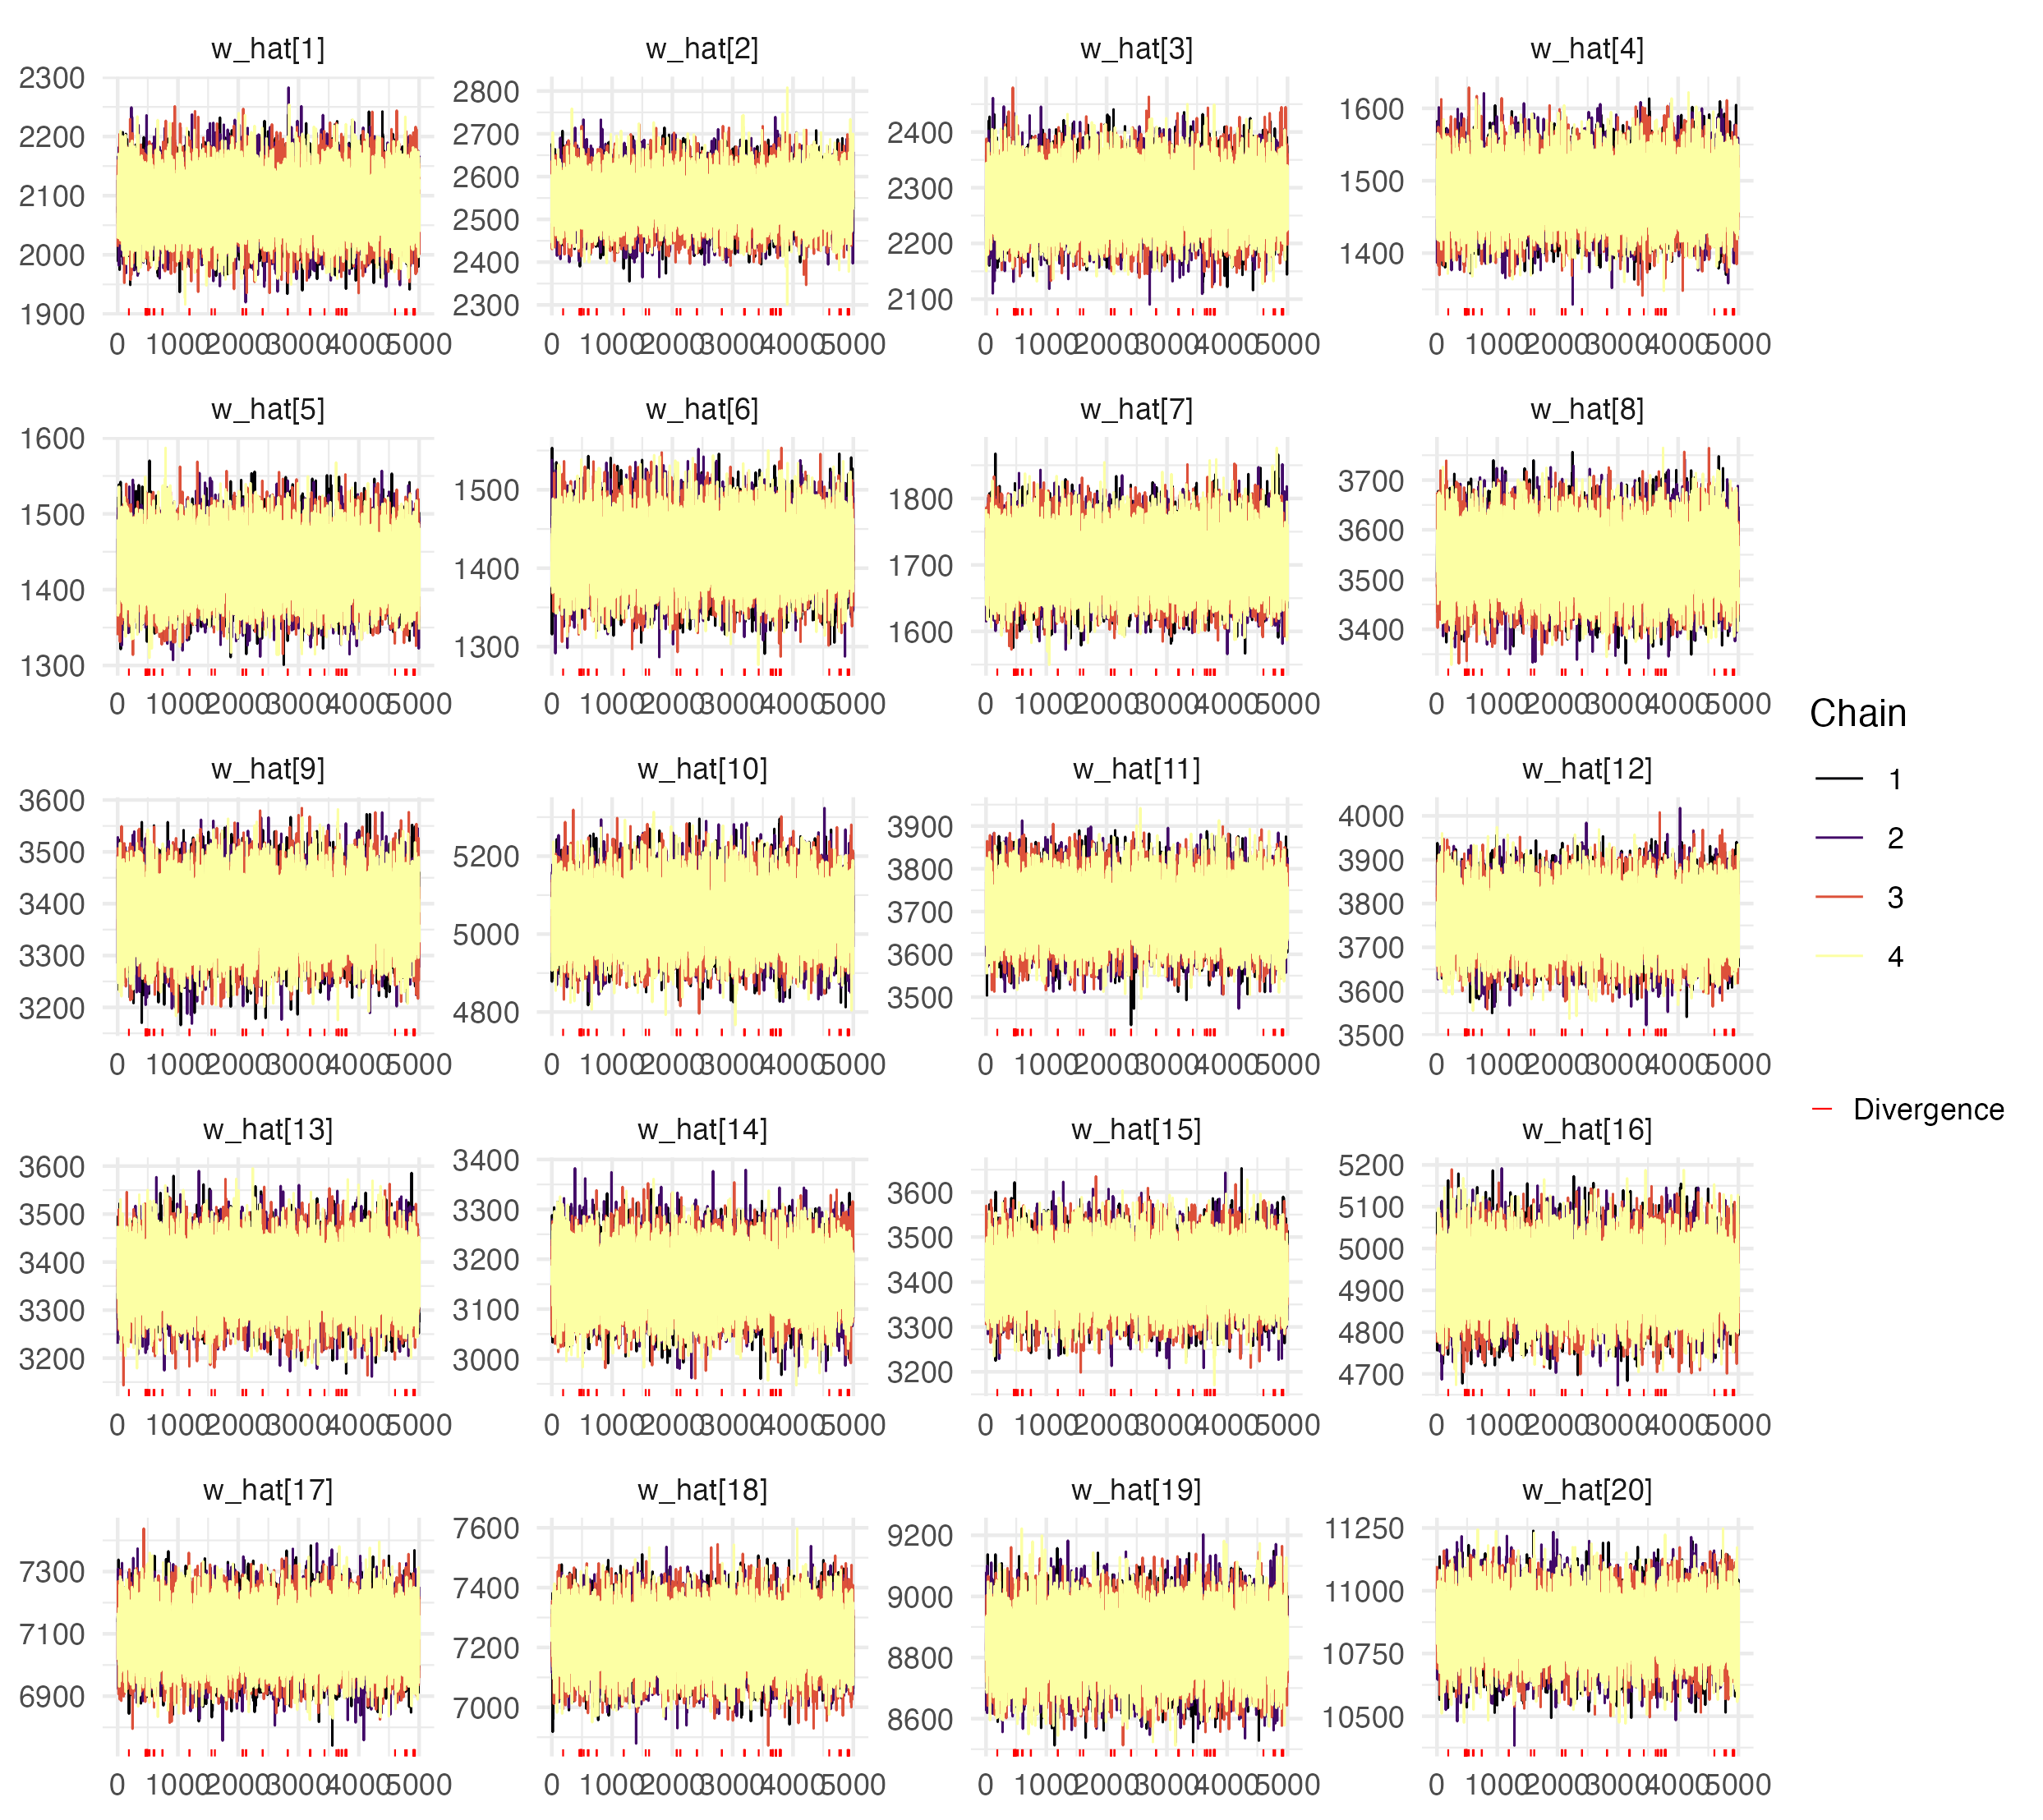 w_hat[1] w_hat[2] w_hat[3] w_hat[4]
2300 2200 2100 2000 1900
2800 2700 2600 2500 2400 2300
2400 2300 2200 2100
1600 1500 1400
0 1000 2000 3000 4000 5000 0 1000 2000 3000 4000 5000 0 1000 2000 3000 4000 5000 0 1000 2000 3000 4000 5000
w_hat[5] w_hat[6] w_hat[7] w_hat[8]
1600 1500 1400 1300
1500 1400 1300
1800 1700 1600
3700 3600 3500 3400
0 1000 2000 3000 4000 5000 0 1000 2000 3000 4000 5000 0 1000 2000 3000 4000 5000 0 1000 2000 3000 4000 5000
w_hat[9] w_hat[10] w_hat[11] w_hat[12]
3600 3500 3400 3300 3200
5200 5000 4800
3900 3800 3700 3600 3500
4000 3900 3800 3700 3600 3500
0 1000 2000 3000 4000 5000 0 1000 2000 3000 4000 5000 0 1000 2000 3000 4000 5000 0 1000 2000 3000 4000 5000
w_hat[13] w_hat[14] w_hat[15] w_hat[16]
3600 3500 3400 3300 3200
3400 3300 3200 3100 3000
3600 3500 3400 3300 3200
5200 5100 5000 4900 4800 4700
0 1000 2000 3000 4000 5000 0 1000 2000 3000 4000 5000 0 1000 2000 3000 4000 5000 0 1000 2000 3000 4000 5000
w_hat[17] w_hat[18] w_hat[19] w_hat[20]
7300 7100 6900
7600 7400 7200 7000
9200 9000 8800 8600
11250 11000 10750 10500
0 1000 2000 3000 4000 5000 0 1000 2000 3000 4000 5000 0 1000 2000 3000 4000 5000 0 1000 2000 3000 4000 5000
Chain
1
2
3
4
Divergence